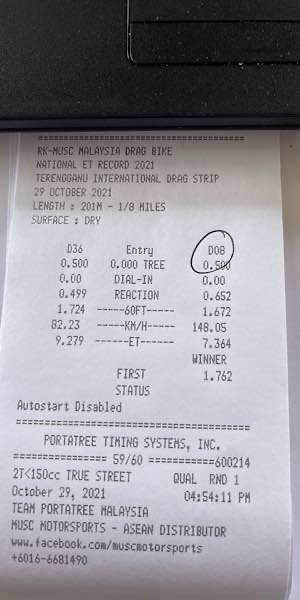 RK-MUSC MALAYSIA DRAG BIKE
NATIONAL ET RECORD 2021
TERENGGANU INTERNATIONAL DRAG STRIP
29 OCTOBER 2021
LENGTH : 201M - 1/8 MILES
SURFACE : DRY
D36 Entry D08
0.500 0.000 TREE 0.500
0.00 DIAL-IN 0.00
0.499 REACTION 0.652
1.724 ------60FT----- 1.672
82.23 ------KM/H----- 148.05
9.279 ------ET------- 7.364
WINNER
FIRST 1.762
STATUS
Autostart Disabled
PORTATREE TIMING SYSTEMS, INC.
================ 59/60 ===========600214
2T<150cc TRUE STREET QUAL RND 1
October 29, 2021 04:54:11 PM
TEAM PORTATREE MALAYSIA
MUSC MOTORSPORTS - ASEAN DISTRIBUTOR
www.facebook.com/muscmotorsports
+6016-6681490